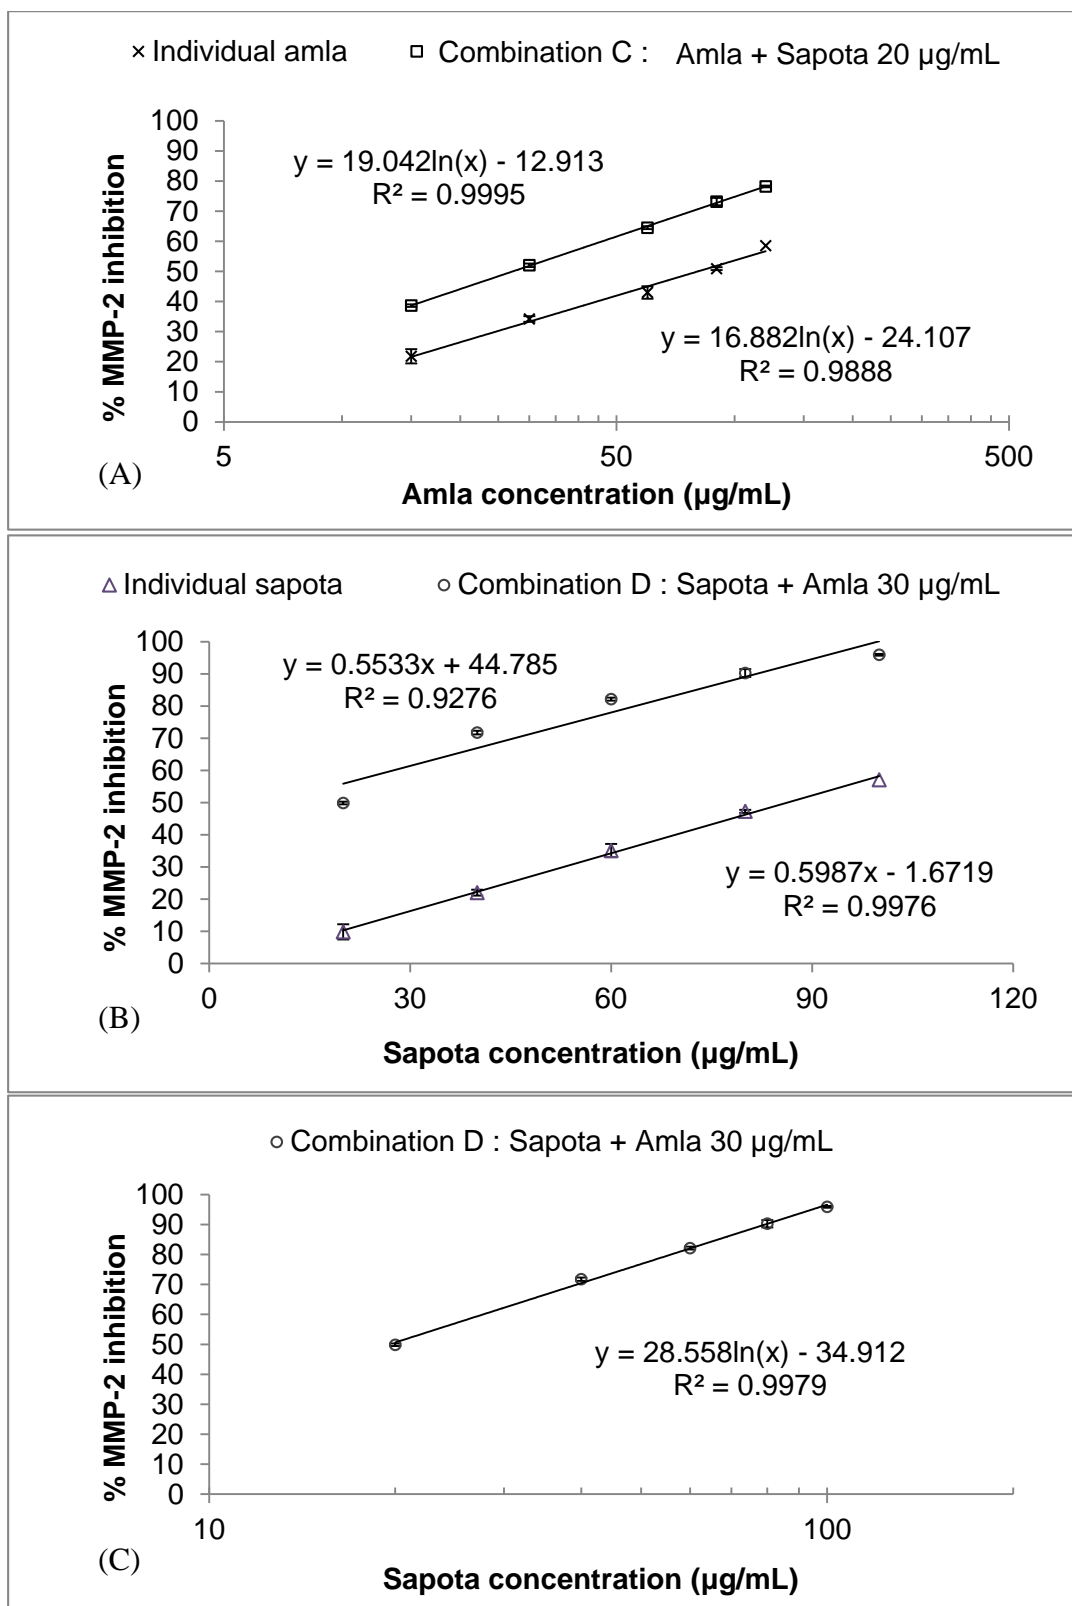 Individual amla
Combination C : Amla + Sapota 20 µg/mL
% MMP-2 inhibition
100
90
80
70
60
50
40
30
20
10
0
y = 19.042ln(x) - 12.913
R² = 0.9995
y = 16.882ln(x) - 24.107
R² = 0.9888
5 50 500
(A)
Amla concentration (µg/mL)
Individual sapota
Combination D : Sapota + Amla 30 µg/mL
% MMP-2 inhibition
100
90
80
70
60
50
40
30
20
10
0
y = 0.5533x + 44.785
R² = 0.9276
y = 0.5987x - 1.6719
R² = 0.9976
0 30 60 90 120
(B)
Sapota concentration (µg/mL)
Combination D : Sapota + Amla 30 µg/mL
% MMP-2 inhibition
100
90
80
70
60
50
40
30
20
10
0
y = 28.558ln(x) - 34.912
R² = 0.9979
10 100
(C)
Sapota concentration (µg/mL)